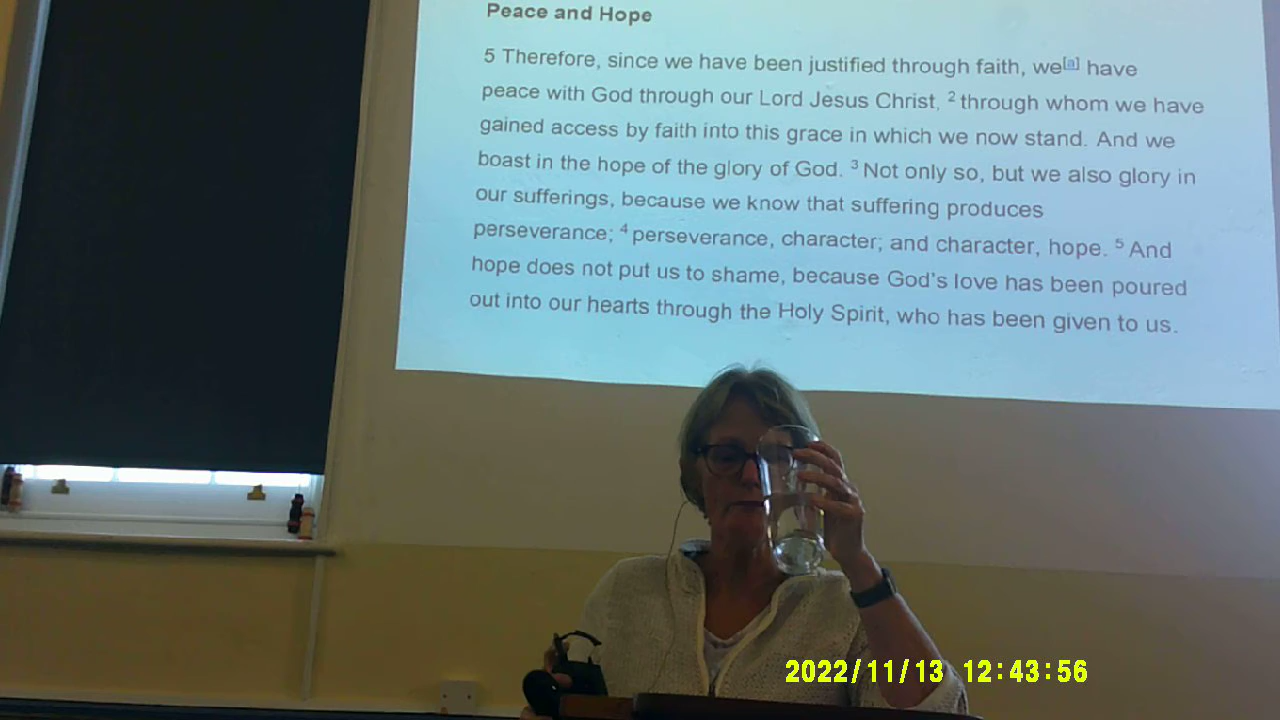 Peace and Hope
5 Therefore, since we have been justified through faith, we[a] have
peace with God through our Lord Jesus Christ, 2 through whom we have
gained access by faith into this grace in which we now stand. And we
boast in the hope of the glory of God. 3 Not only so, but we also glory in
our sufferings, because we know that suffering produces
perseverance; 4 perseverance, character; and character, hope. 5 And
hope does not put us to shame, because God's love has been poured
out into our hearts through the Holy Spirit, who has been given to us.
2022/11/13 12:43:56